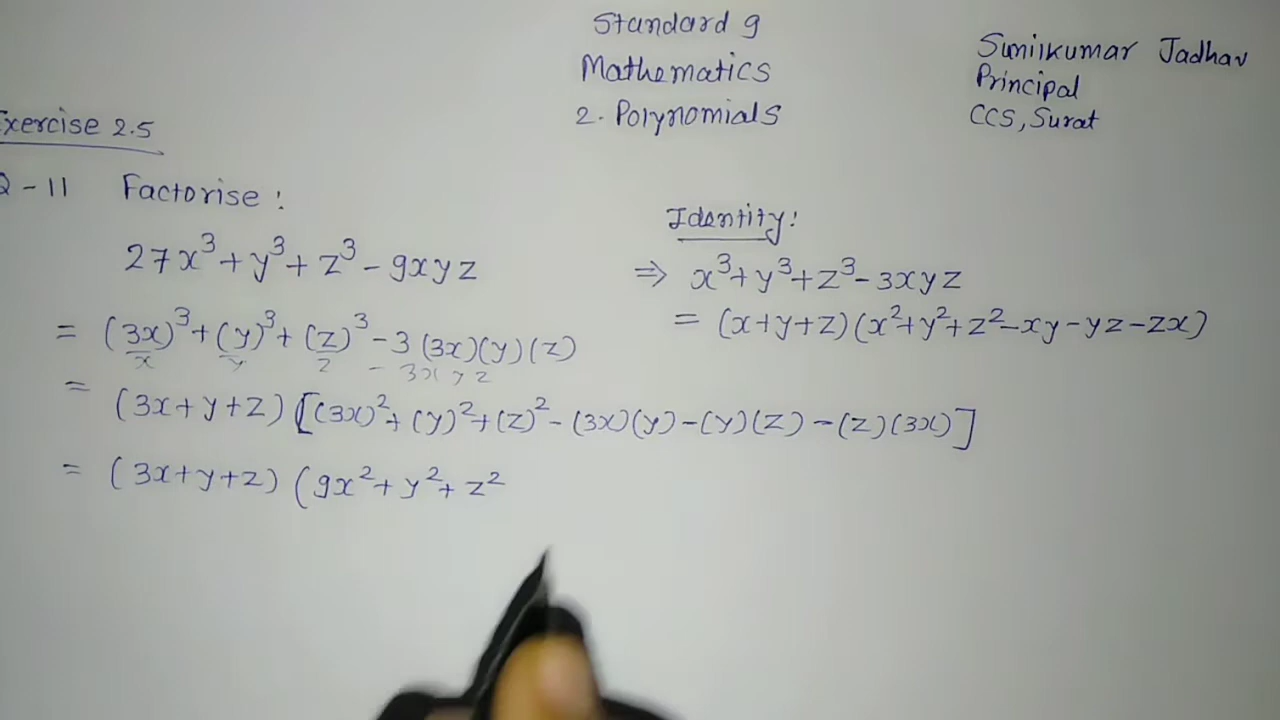 Standard 9
Mathematics
2. Polynomials
Sunilkumar Jadhav
Principal
CCS, Surat
Exercise 2.5
Q-11 Factorise:
27x³+y³+z³-9xyz
= (3x)³+(y)³+(z)³-3(3x)(y)(z)
x y z -3xyz
= (3x+y+z)[(3x)²+(y)²+(z)²-(3x)(y)-(y)(z)-(z)(3x)]
= (3x+y+z)(9x²+y²+z²
Identity:
⇒ x³+y³+z³-3xyz
= (x+y+z)(x²+y²+z²-xy-yz-zx)